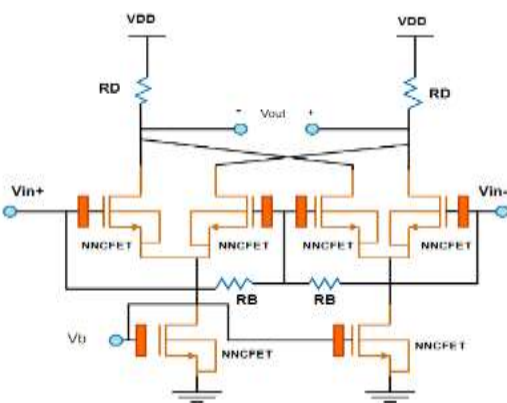 VDD
VDD
RD
RD
- Vout +
Vin+
Vin-
NNCFET
NNCFET
NNCFET
NNCFET
RB
RB
Vb
NNCFET
NNCFET